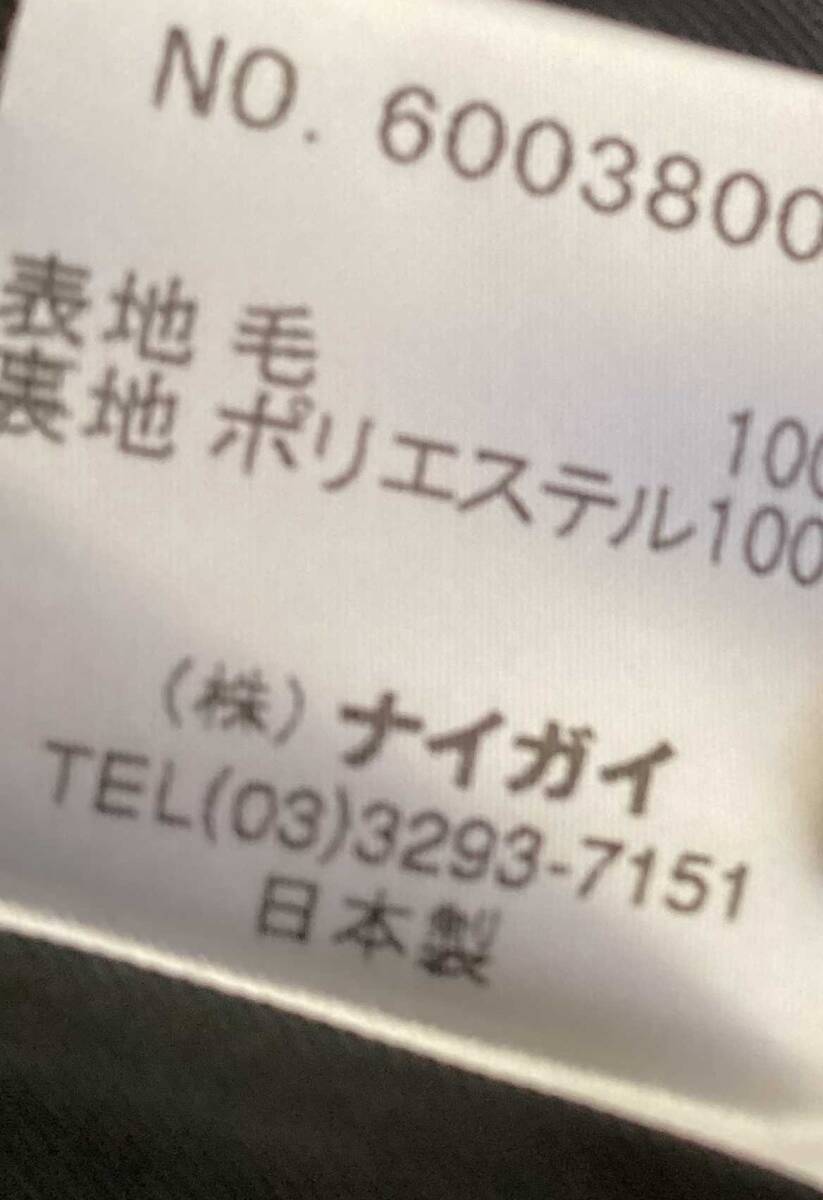 NO. 6003800
表地 毛 100
裏地 ポリエステル100
(株) ナイガイ
TEL(03)3293-7151
日本製